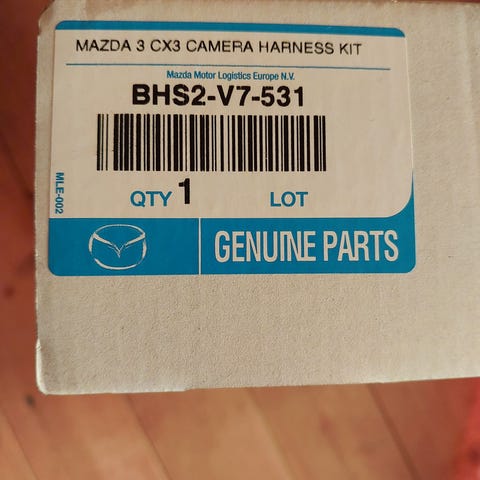 MAZDA 3 CX3 CAMERA HARNESS KIT
Mazda Motor Logistics Europe N.V.
BHS2-V7-531
QTY 1 LOT
MLE-002
GENUINE PARTS